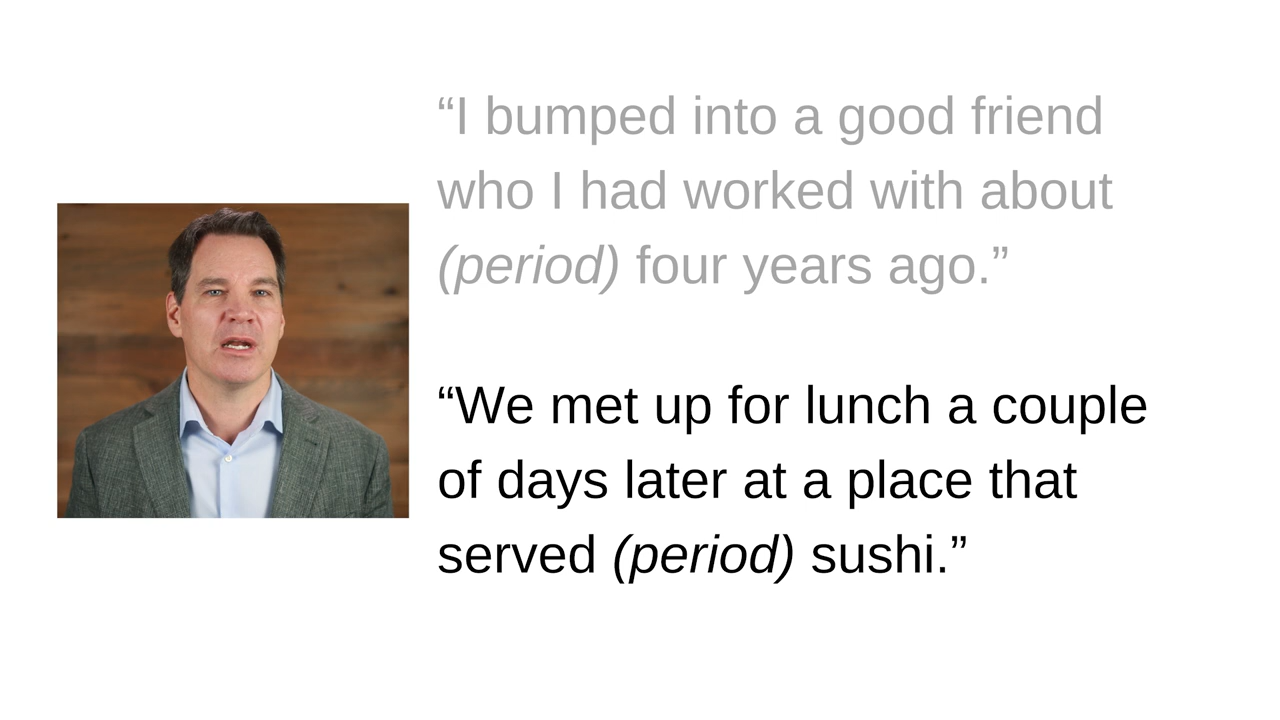 “I bumped into a good friend
who I had worked with about
(period) four years ago.”
“We met up for lunch a couple
of days later at a place that
served (period) sushi.”